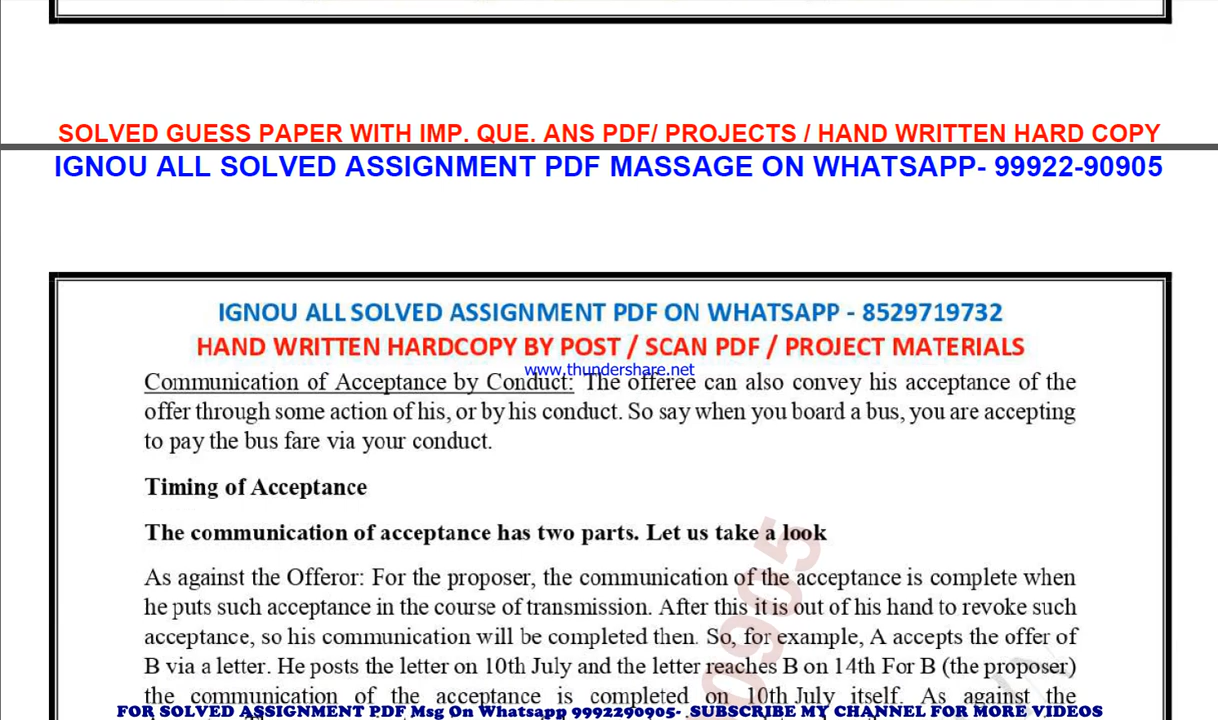 SOLVED GUESS PAPER WITH IMP. QUE. ANS PDF/ PROJECTS / HAND WRITTEN HARD COPY
IGNOU ALL SOLVED ASSIGNMENT PDF MASSAGE ON WHATSAPP- 99922-90905
IGNOU ALL SOLVED ASSIGNMENT PDF ON WHATSAPP - 8529719732
HAND WRITTEN HARDCOPY BY POST / SCAN PDF / PROJECT MATERIALS
www.thundershare.net
Communication of Acceptance by Conduct: The offeree can also convey his acceptance of the
offer through some action of his, or by his conduct. So say when you board a bus, you are accepting
to pay the bus fare via your conduct.
Timing of Acceptance
The communication of acceptance has two parts. Let us take a look
As against the Offeror: For the proposer, the communication of the acceptance is complete when
he puts such acceptance in the course of transmission. After this it is out of his hand to revoke such
acceptance, so his communication will be completed then. So, for example, A accepts the offer of
B via a letter. He posts the letter on 10th July and the letter reaches B on 14th For B (the proposer)
the communication of the acceptance is completed on 10th July itself. As against the
FOR SOLVED ASSIGNMENT PDF Msg On Whatsapp 9992290905- SUBSCRIBE MY CHANNEL FOR MORE VIDEOS